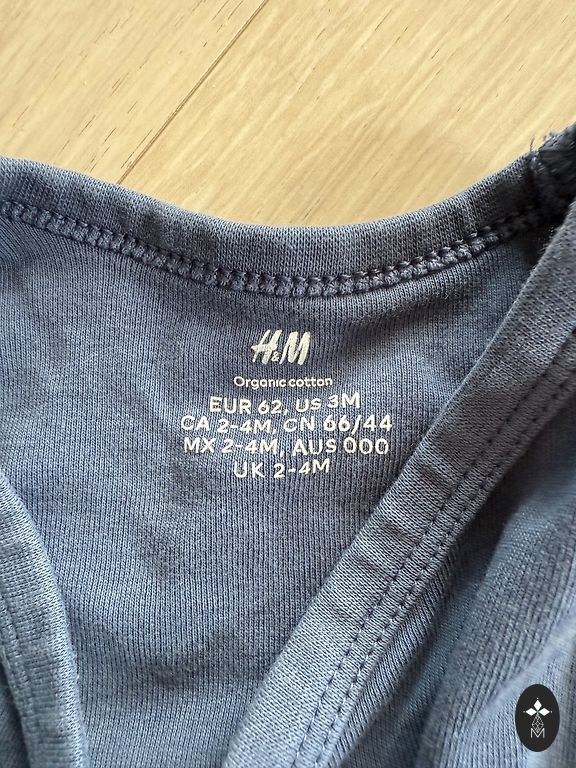 H&M
Organic cotton
EUR 62, US 3M
CA 2-4M, CN 66/44
MX 2-4M, AUS 000
UK 2-4M
M